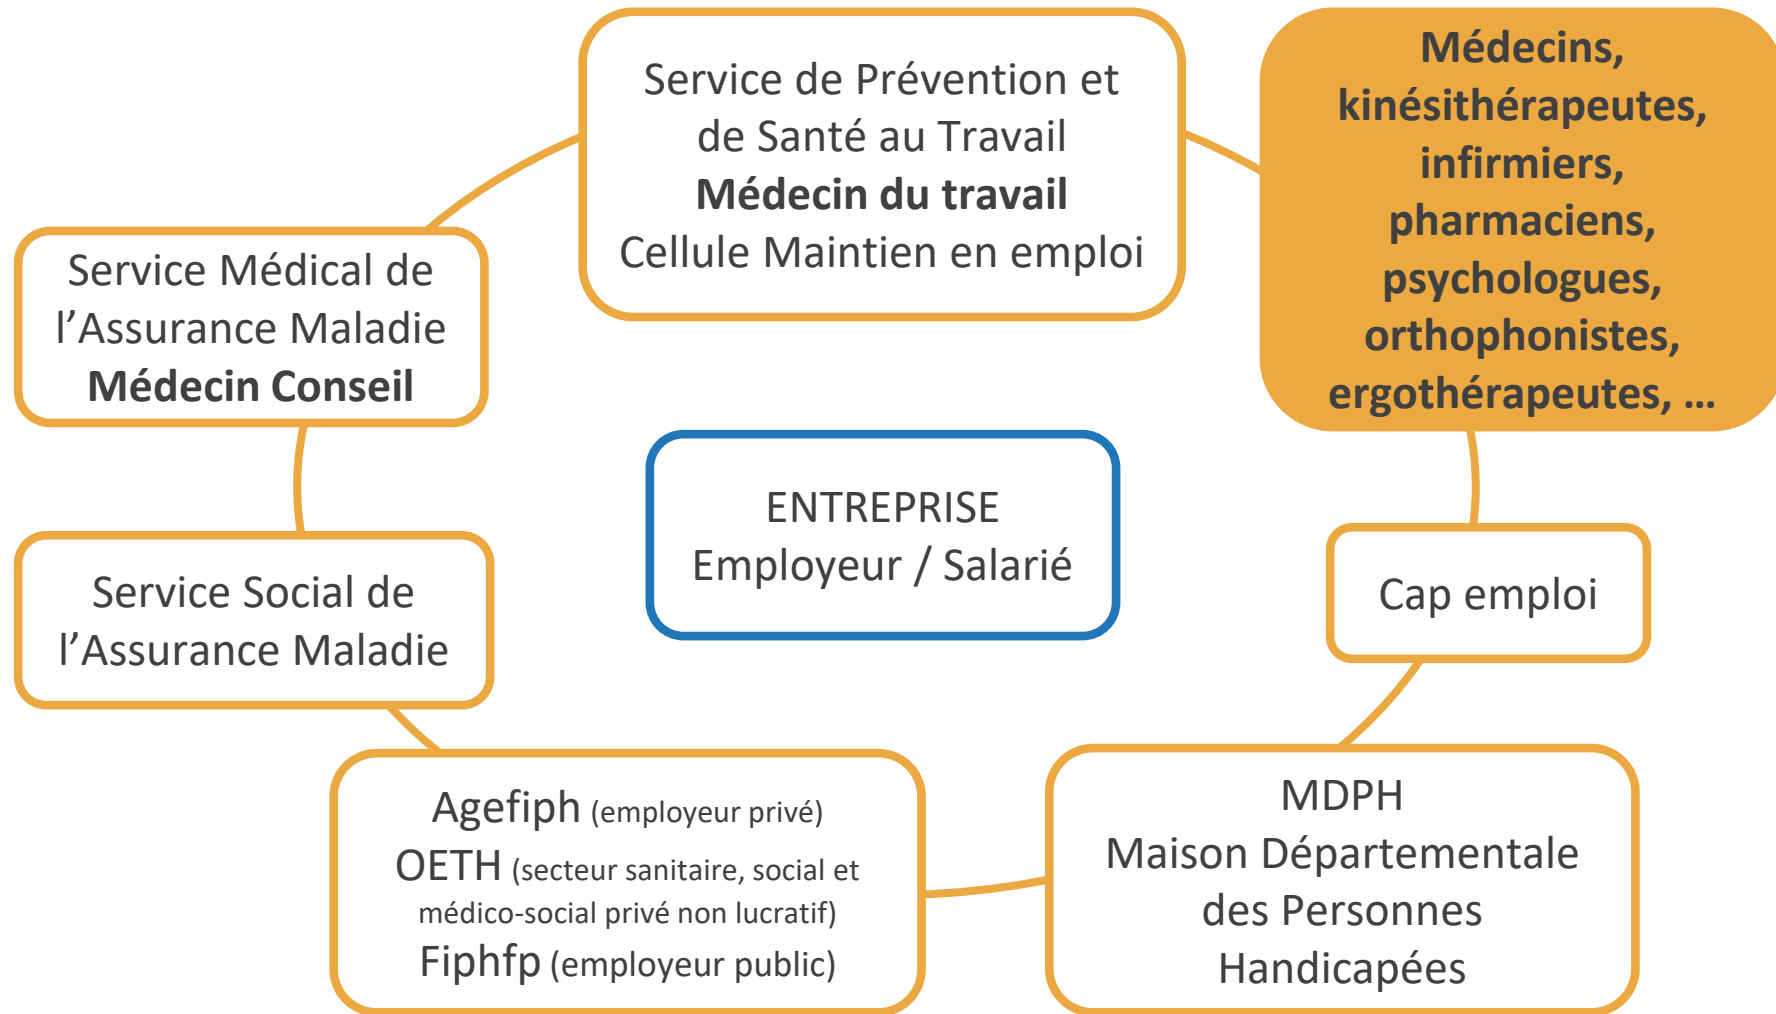 Service de Prévention et
de Santé au Travail
Médecin du travail
Cellule Maintien en emploi
Médecins,
kinésithérapeutes,
infirmiers,
pharmaciens,
psychologues,
orthophonistes,
ergothérapeutes, ...
Service Médical de
l’Assurance Maladie
Médecin Conseil
ENTREPRISE
Employeur / Salarié
Cap emploi
Service Social de
l’Assurance Maladie
Agefiph (employeur privé)
OETH (secteur sanitaire, social et
médico-social privé non lucratif)
Fiphfp (employeur public)
MDPH
Maison Départementale
des Personnes
Handicapées